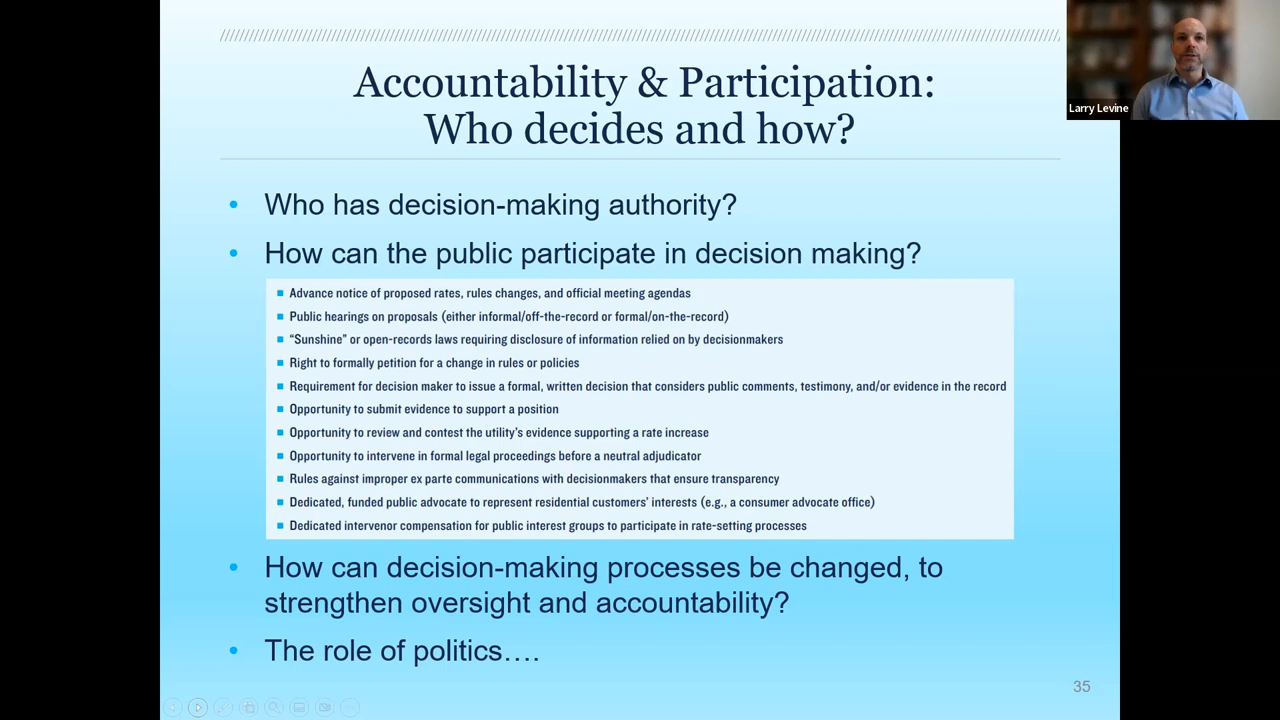 Accountability & Participation:
Who decides and how?
Larry Levine
• Who has decision-making authority?
• How can the public participate in decision making?
■ Advance notice of proposed rates, rules changes, and official meeting agendas
■ Public hearings on proposals (either informal/off-the-record or formal/on-the-record)
■ “Sunshine” or open-records laws requiring disclosure of information relied on by decisionmakers
■ Right to formally petition for a change in rules or policies
■ Requirement for decision maker to issue a formal, written decision that considers public comments, testimony, and/or evidence in the record
■ Opportunity to submit evidence to support a position
■ Opportunity to review and contest the utility’s evidence supporting a rate increase
■ Opportunity to intervene in formal legal proceedings before a neutral adjudicator
■ Rules against improper ex parte communications with decisionmakers that ensure transparency
■ Dedicated, funded public advocate to represent residential customers’ interests (e.g., a consumer advocate office)
■ Dedicated intervenor compensation for public interest groups to participate in rate-setting processes
• How can decision-making processes be changed, to
strengthen oversight and accountability?
• The role of politics….
35